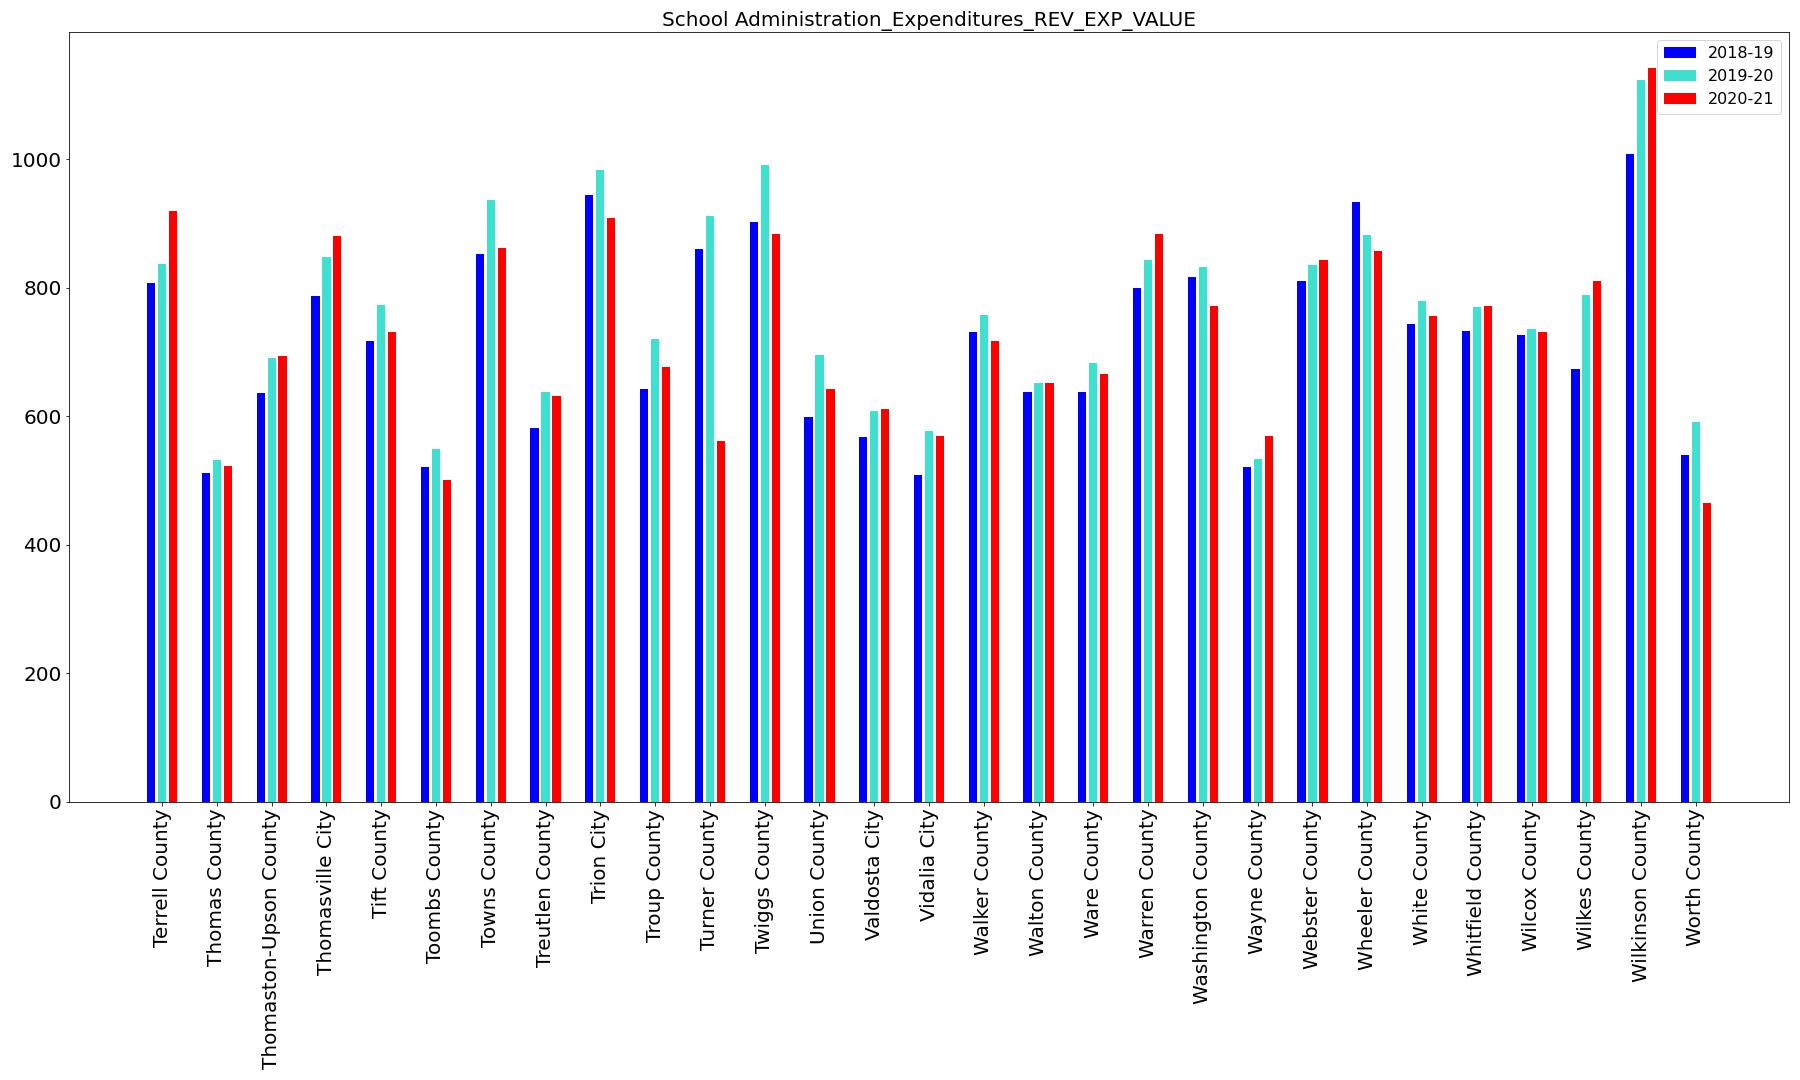 School Administration_Expenditures_REV_EXP_VALUE
2018-19
2019-20
2020-21
1000
800
600
400
200
0
Terrell County
Thomas County
Thomaston-Upson County
Thomasville City
Tift County
Toombs County
Towns County
Treutlen County
Trion City
Troup County
Turner County
Twiggs County
Union County
Valdosta City
Vidalia City
Walker County
Walton County
Ware County
Warren County
Washington County
Wayne County
Webster County
Wheeler County
White County
Whitfield County
Wilcox County
Wilkes County
Wilkinson County
Worth County